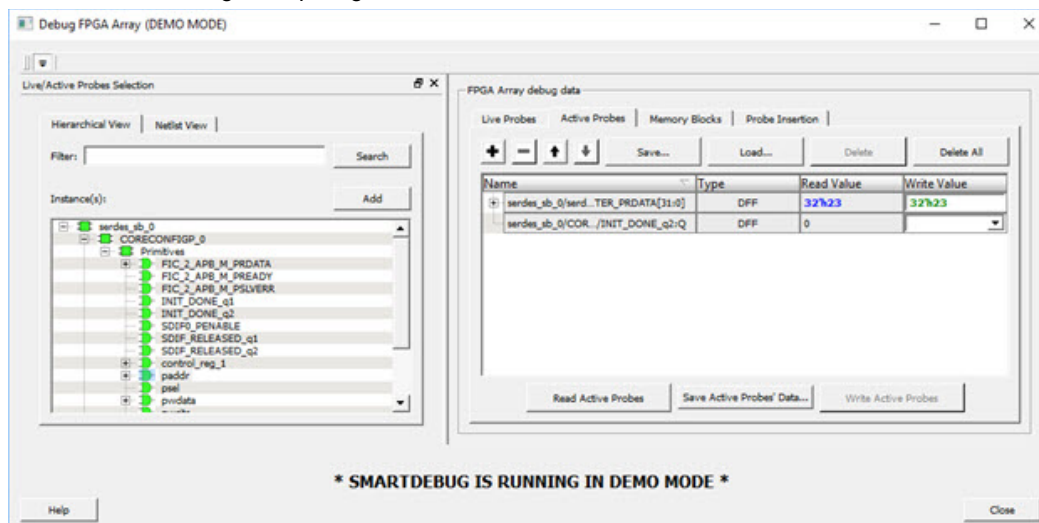 Debug FPGA Array (DEMO MODE)
Live/Active Probes Selection
Hierarchical View
Netlist View
Filter:
Search
Instance(s):
Add
serdes_sb_0
CORECONFIGP_0
Primitives
FIC_2_APB_M_PRDATA
FIC_2_APB_M_PREADY
FIC_2_APB_M_PSLVERR
INIT_DONE_q1
INIT_DONE_q2
SDIF0_PENABLE
SDIF_RELEASED_q1
SDIF_RELEASED_q2
control_reg_1
paddr
psel
pwdata
FPGA Array debug data
Live Probes
Active Probes
Memory Blocks
Probe Insertion
Save...
Load...
Delete
Delete All
Name Type Read Value Write Value
serdes_sb_0/serd...TER_PRDATA[31:0] DFF 32'h23 32'h23
serdes_sb_0/COR.../INIT_DONE_q2:Q DFF 0
Read Active Probes
Save Active Probes' Data...
Write Active Probes
* SMARTDEBUG IS RUNNING IN DEMO MODE *
Help
Close